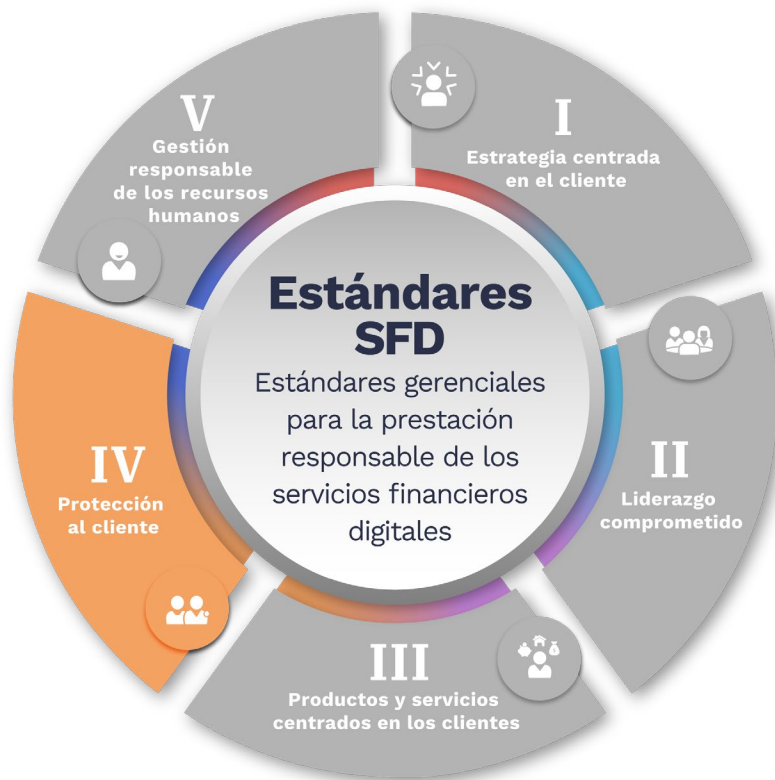 Estándares
SFD
Estándares gerenciales
para la prestación
responsable de los
servicios financieros
digitales
I
Estrategia centrada
en el cliente
II
Liderazgo
comprometido
III
Productos y servicios
centrados en los clientes
IV
Protección
al cliente
V
Gestión
responsable
de los recursos
humanos